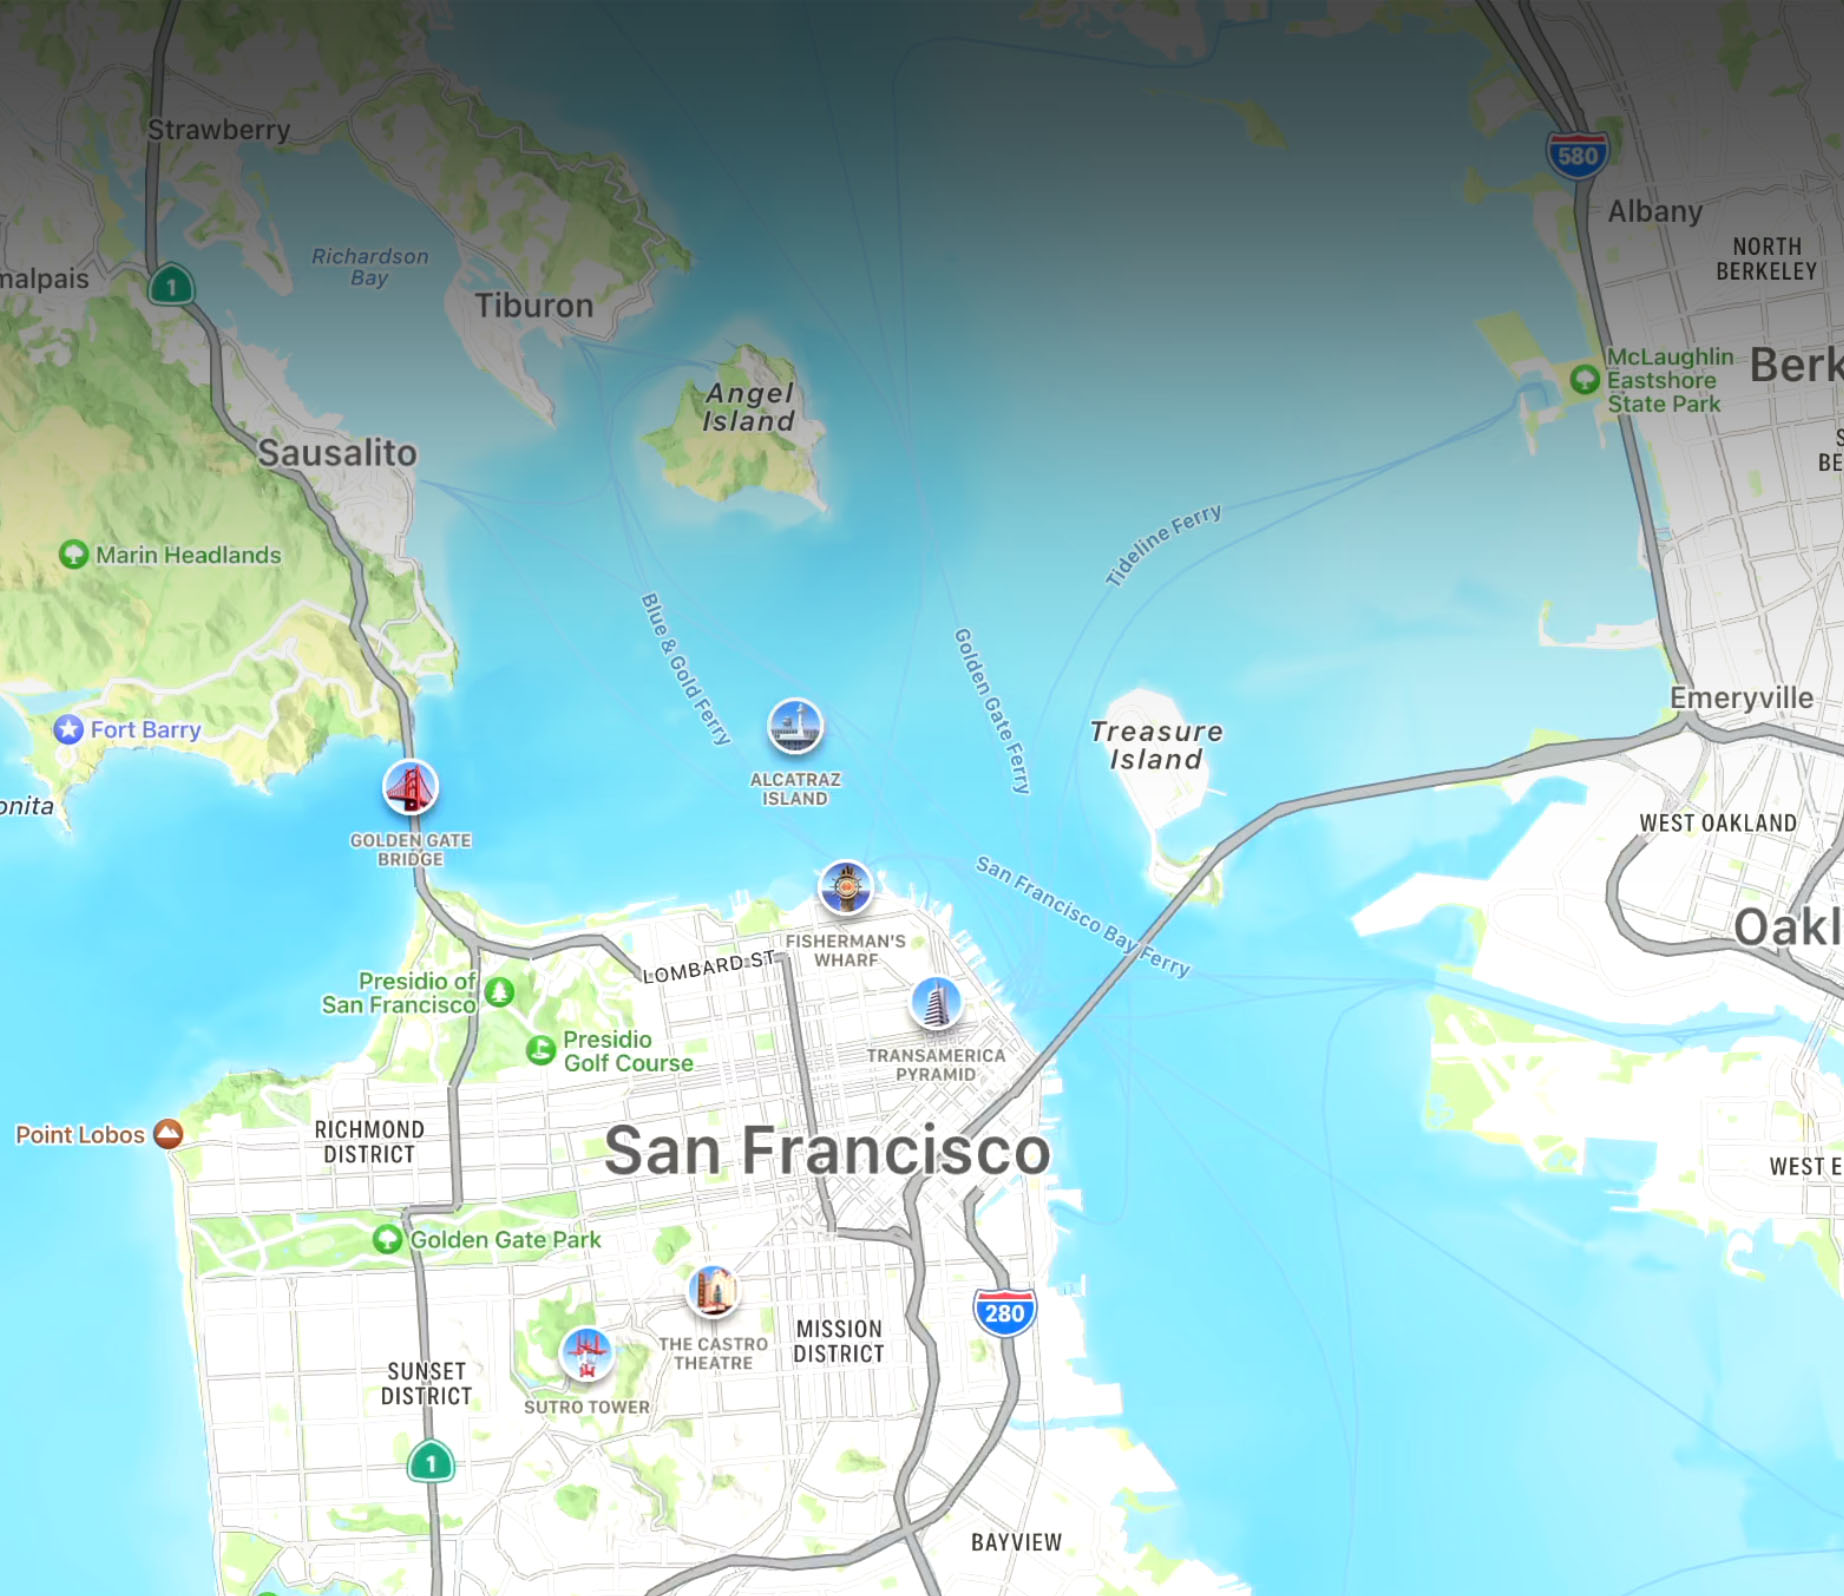 Strawberry
580
Albany
NORTH
BERKELEY
Richardson
Bay
malpais
1
Tiburon
McLaughlin
Eastshore
State Park
Berk
Angel
Island
S
BE
Sausalito
Tideline Ferry
Marin Headlands
Blue & Gold Ferry
Golden Gate Ferry
Emeryville
Fort Barry
Treasure
Island
ALCATRAZ
ISLAND
onita
GOLDEN GATE
BRIDGE
WEST OAKLAND
San Francisco Bay Ferry
Oakl
FISHERMAN'S
WHARF
LOMBARD ST
Presidio of
San Francisco
Presidio
Golf Course
TRANSAMERICA
PYRAMID
Point Lobos
RICHMOND
DISTRICT
San Francisco
WEST E
Golden Gate Park
280
THE CASTRO
THEATRE
MISSION
DISTRICT
SUNSET
DISTRICT
SUTRO TOWER
1
BAYVIEW